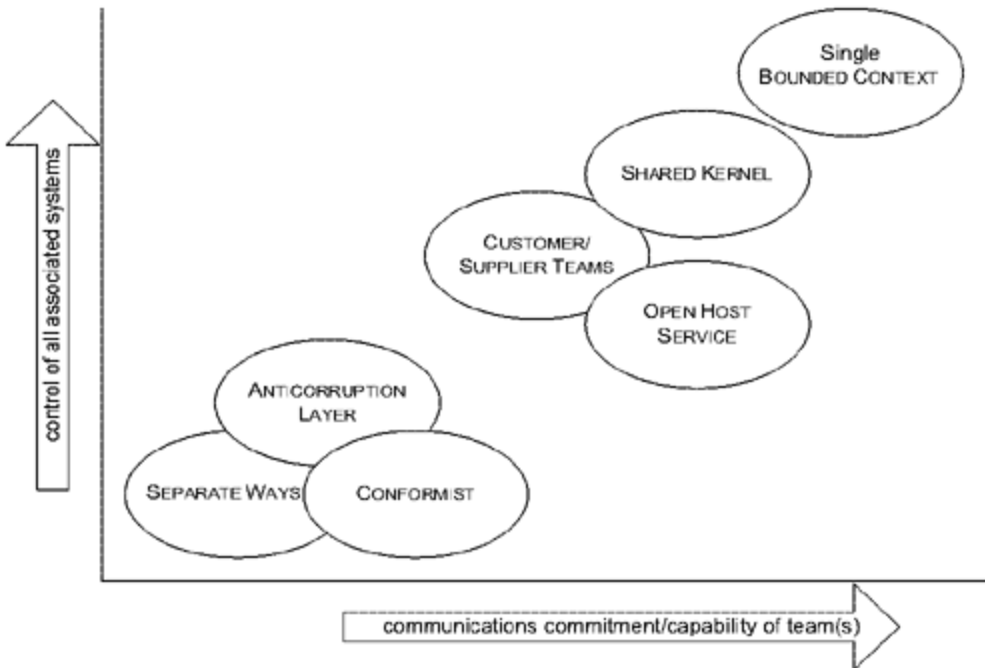 Single
BOUNDED CONTEXT
SHARED KERNEL
CUSTOMER/
SUPPLIER TEAMS
OPEN HOST
SERVICE
ANTICORRUPTION
LAYER
SEPARATE WAYS
CONFORMIST
control of all associated systems
communications commitment/capability of team(s)